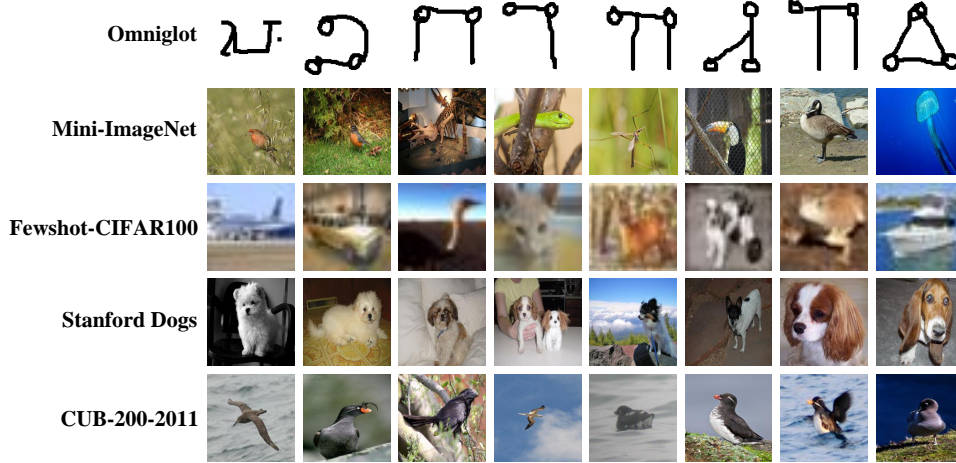 Omniglot
Mini-ImageNet
Fewshot-CIFAR100
Stanford Dogs
CUB-200-2011